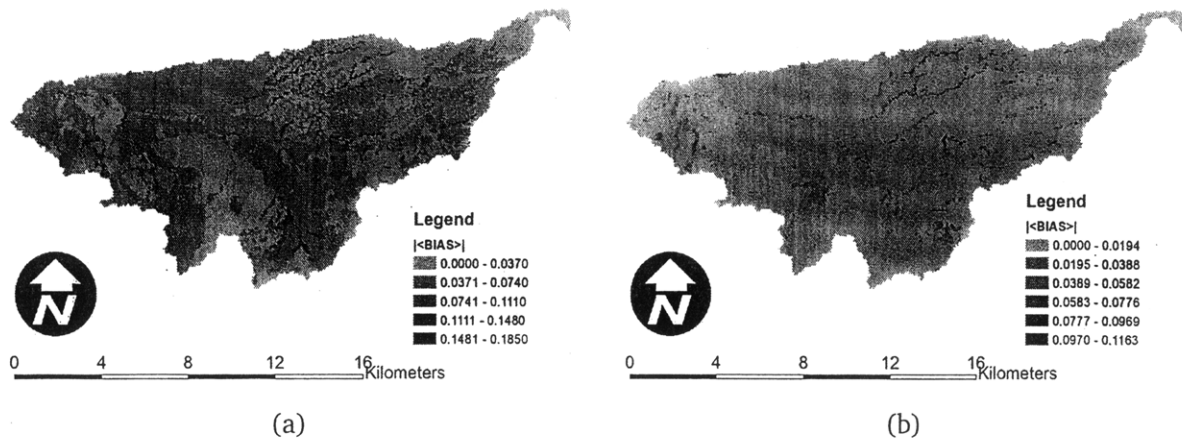 Legend
|<BIAS>|
0.0000 - 0.0370
0.0371 - 0.0740
0.0741 - 0.1110
0.1111 - 0.1480
0.1481 - 0.1850
N
0 4 8 12 16
Kilometers
(a)
Legend
|<BIAS>|
0.0000 - 0.0194
0.0195 - 0.0388
0.0389 - 0.0582
0.0583 - 0.0776
0.0777 - 0.0969
0.0970 - 0.1163
N
0 4 8 12 16
Kilometers
(b)